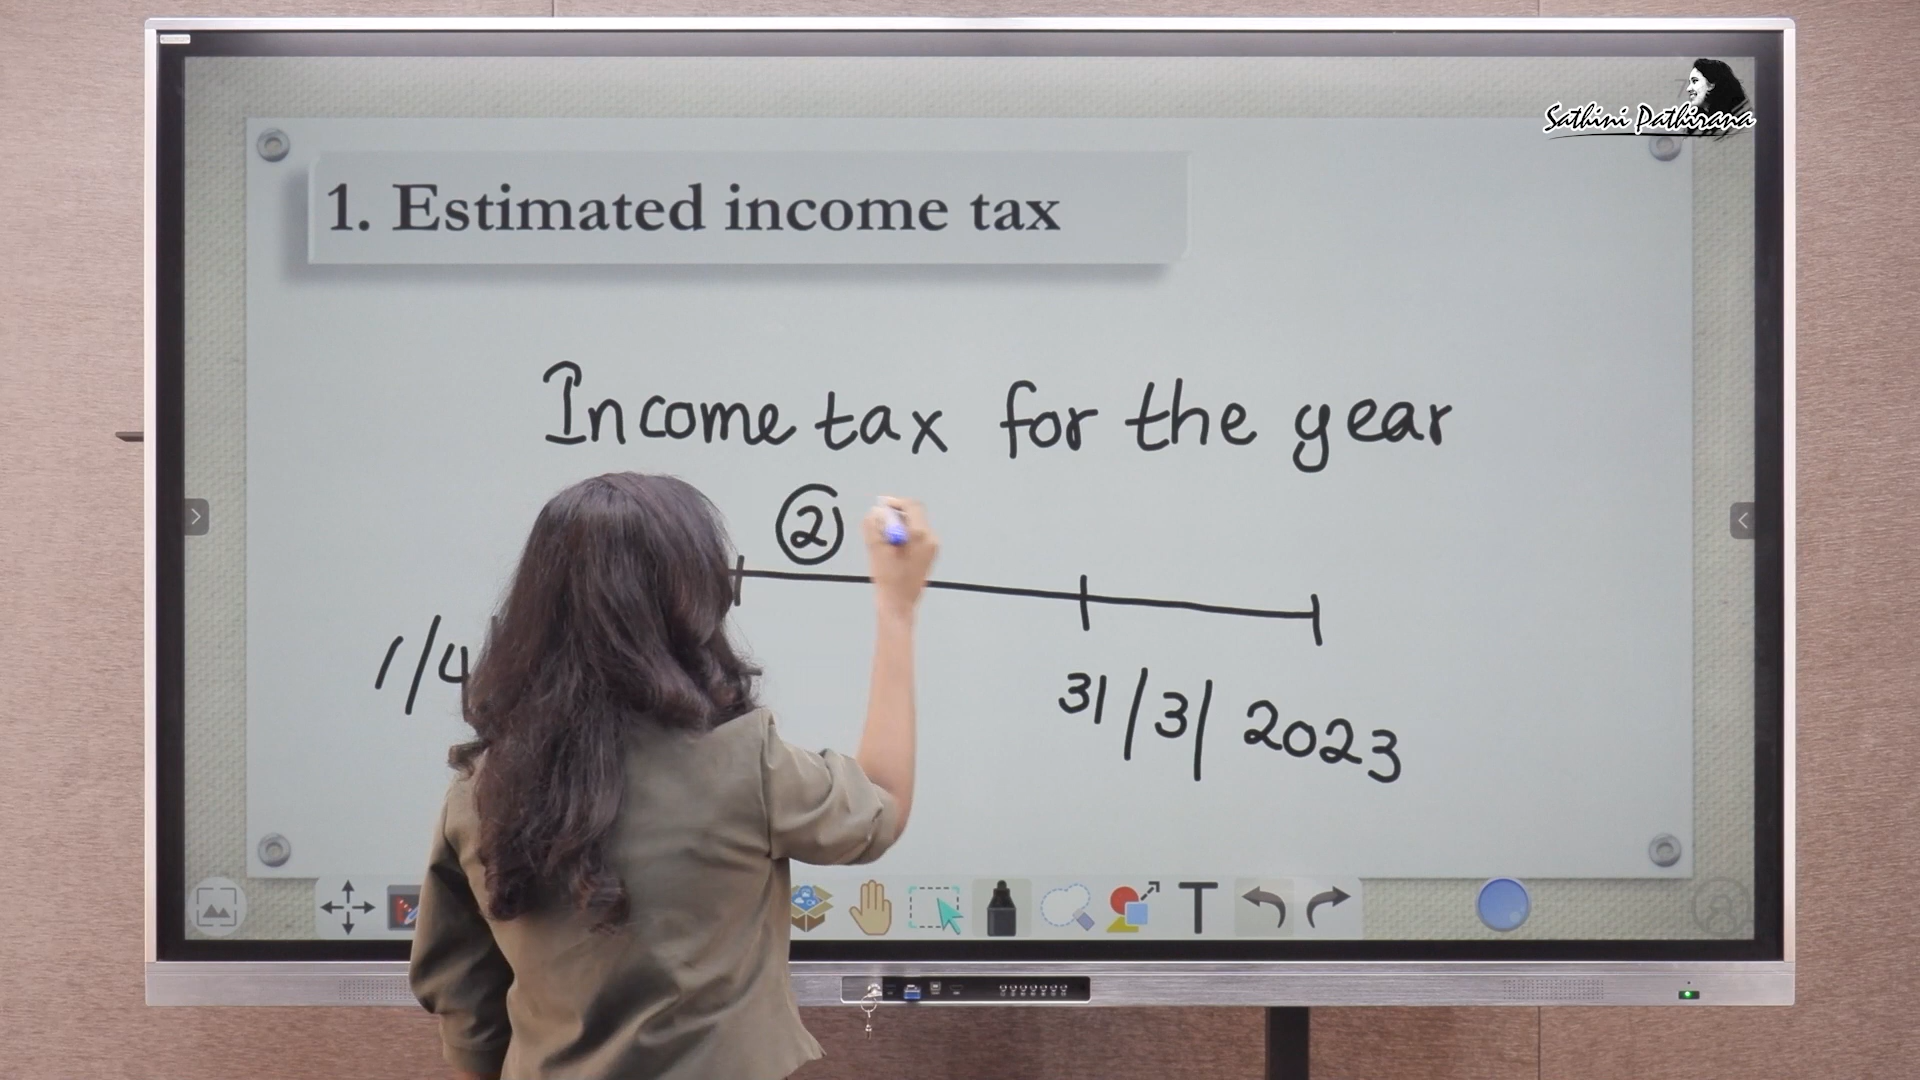 Sathini Pathirana
1. Estimated income tax
Income tax for the year
2
1/4
31/3/2023
T